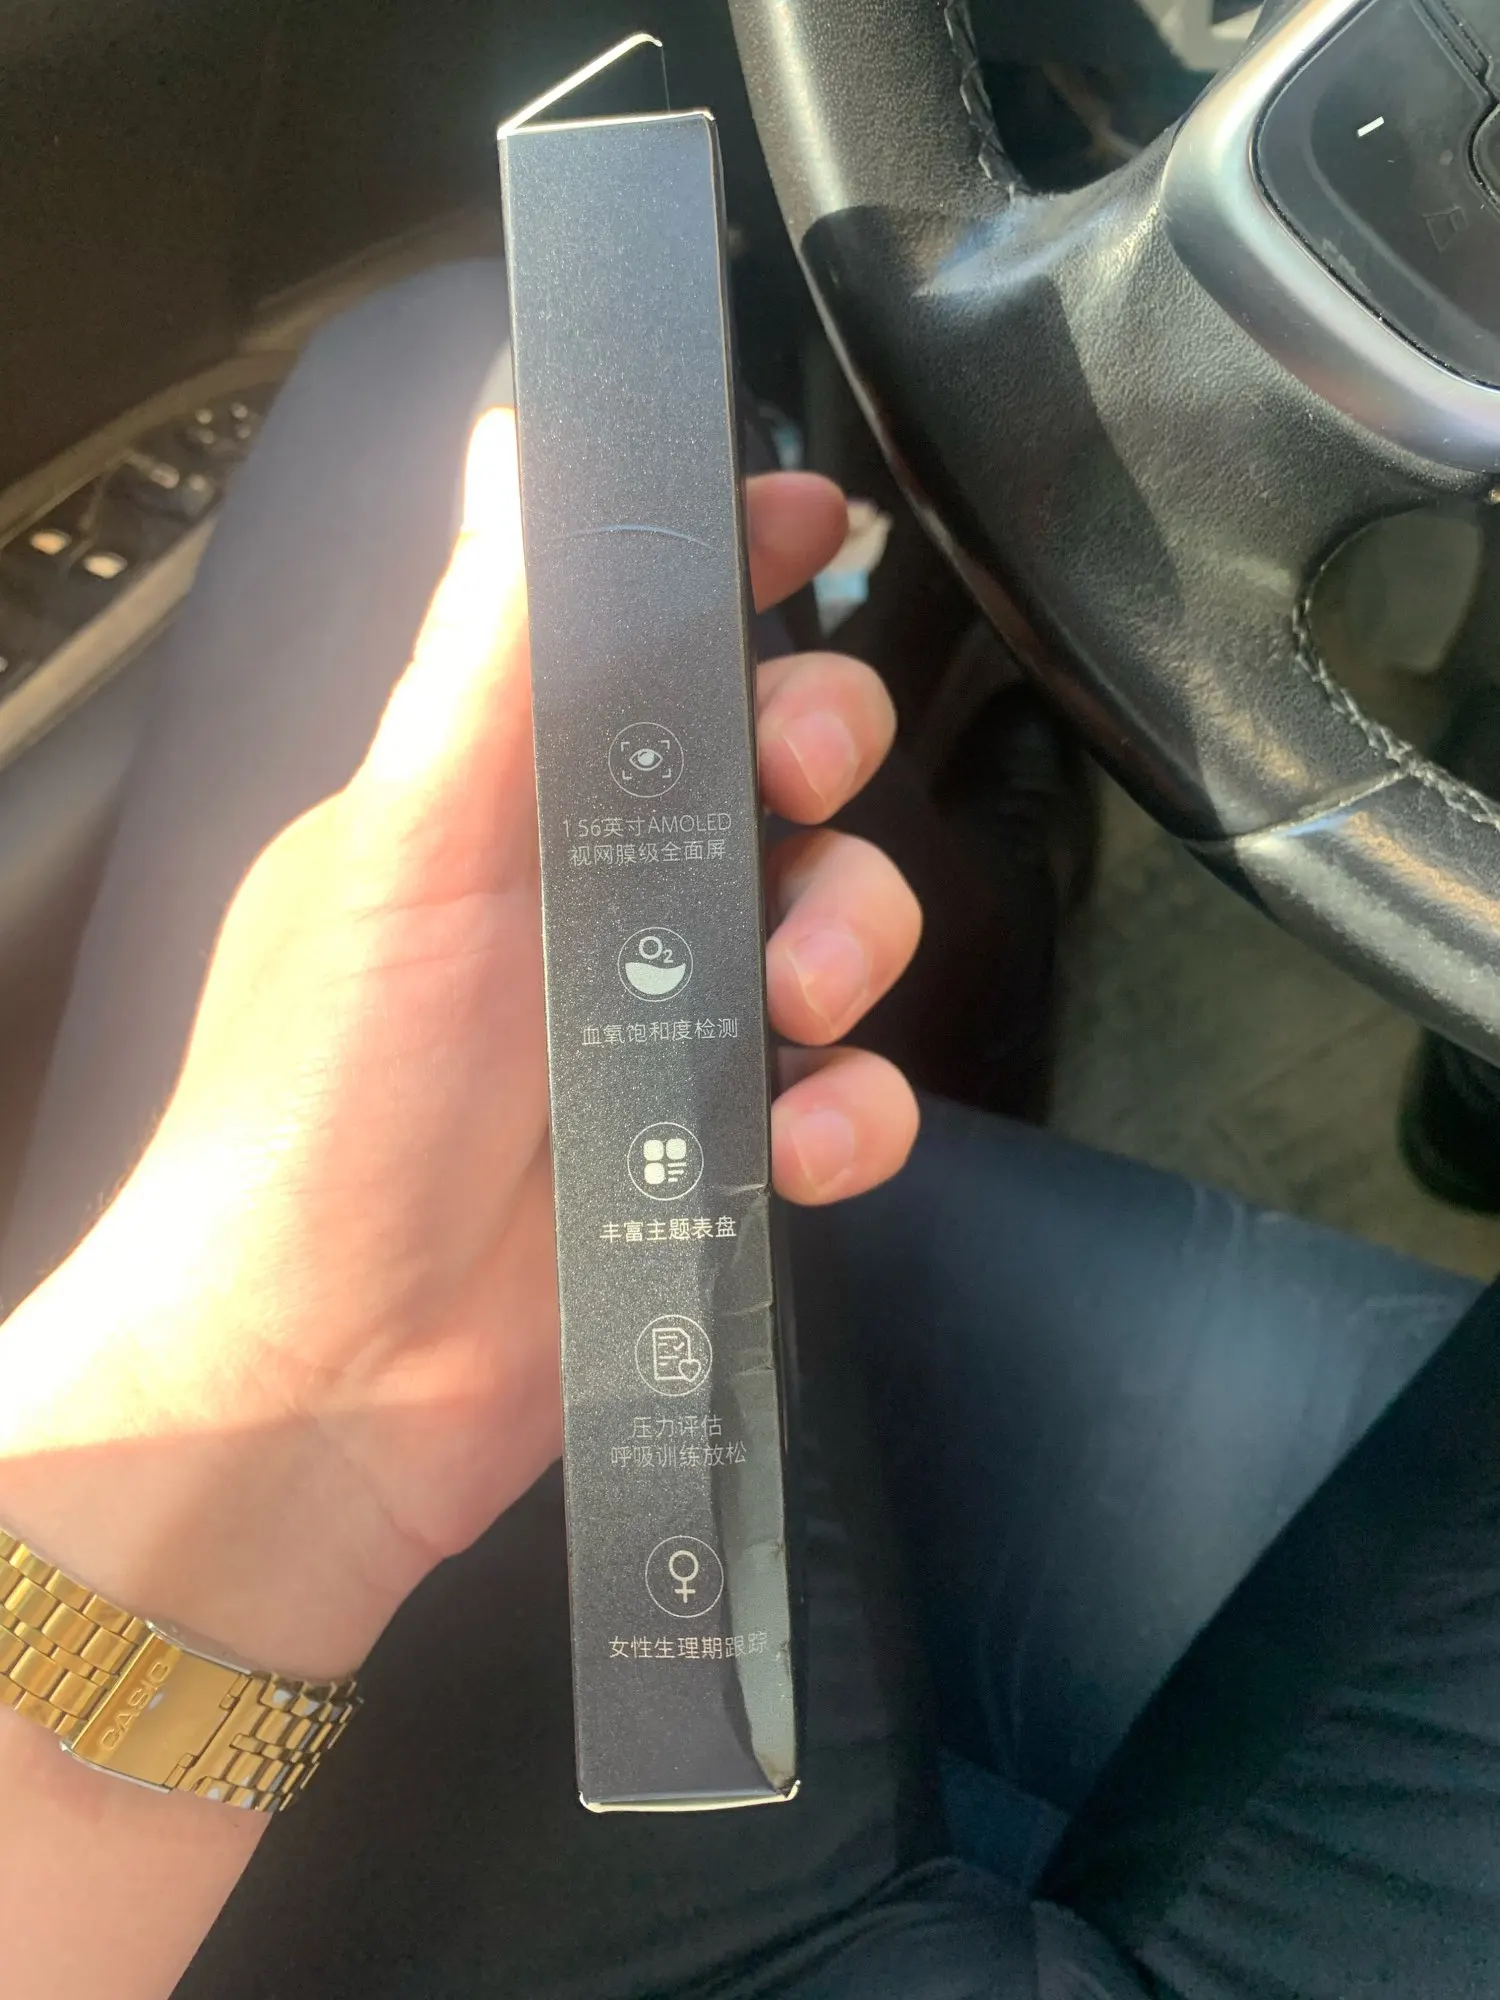 1.56英寸AMOLED
视网膜级全面屏
O2
血氧饱和度检测
丰富主题表盘
压力评估
呼吸训练放松
女性生理期跟踪
CASIO